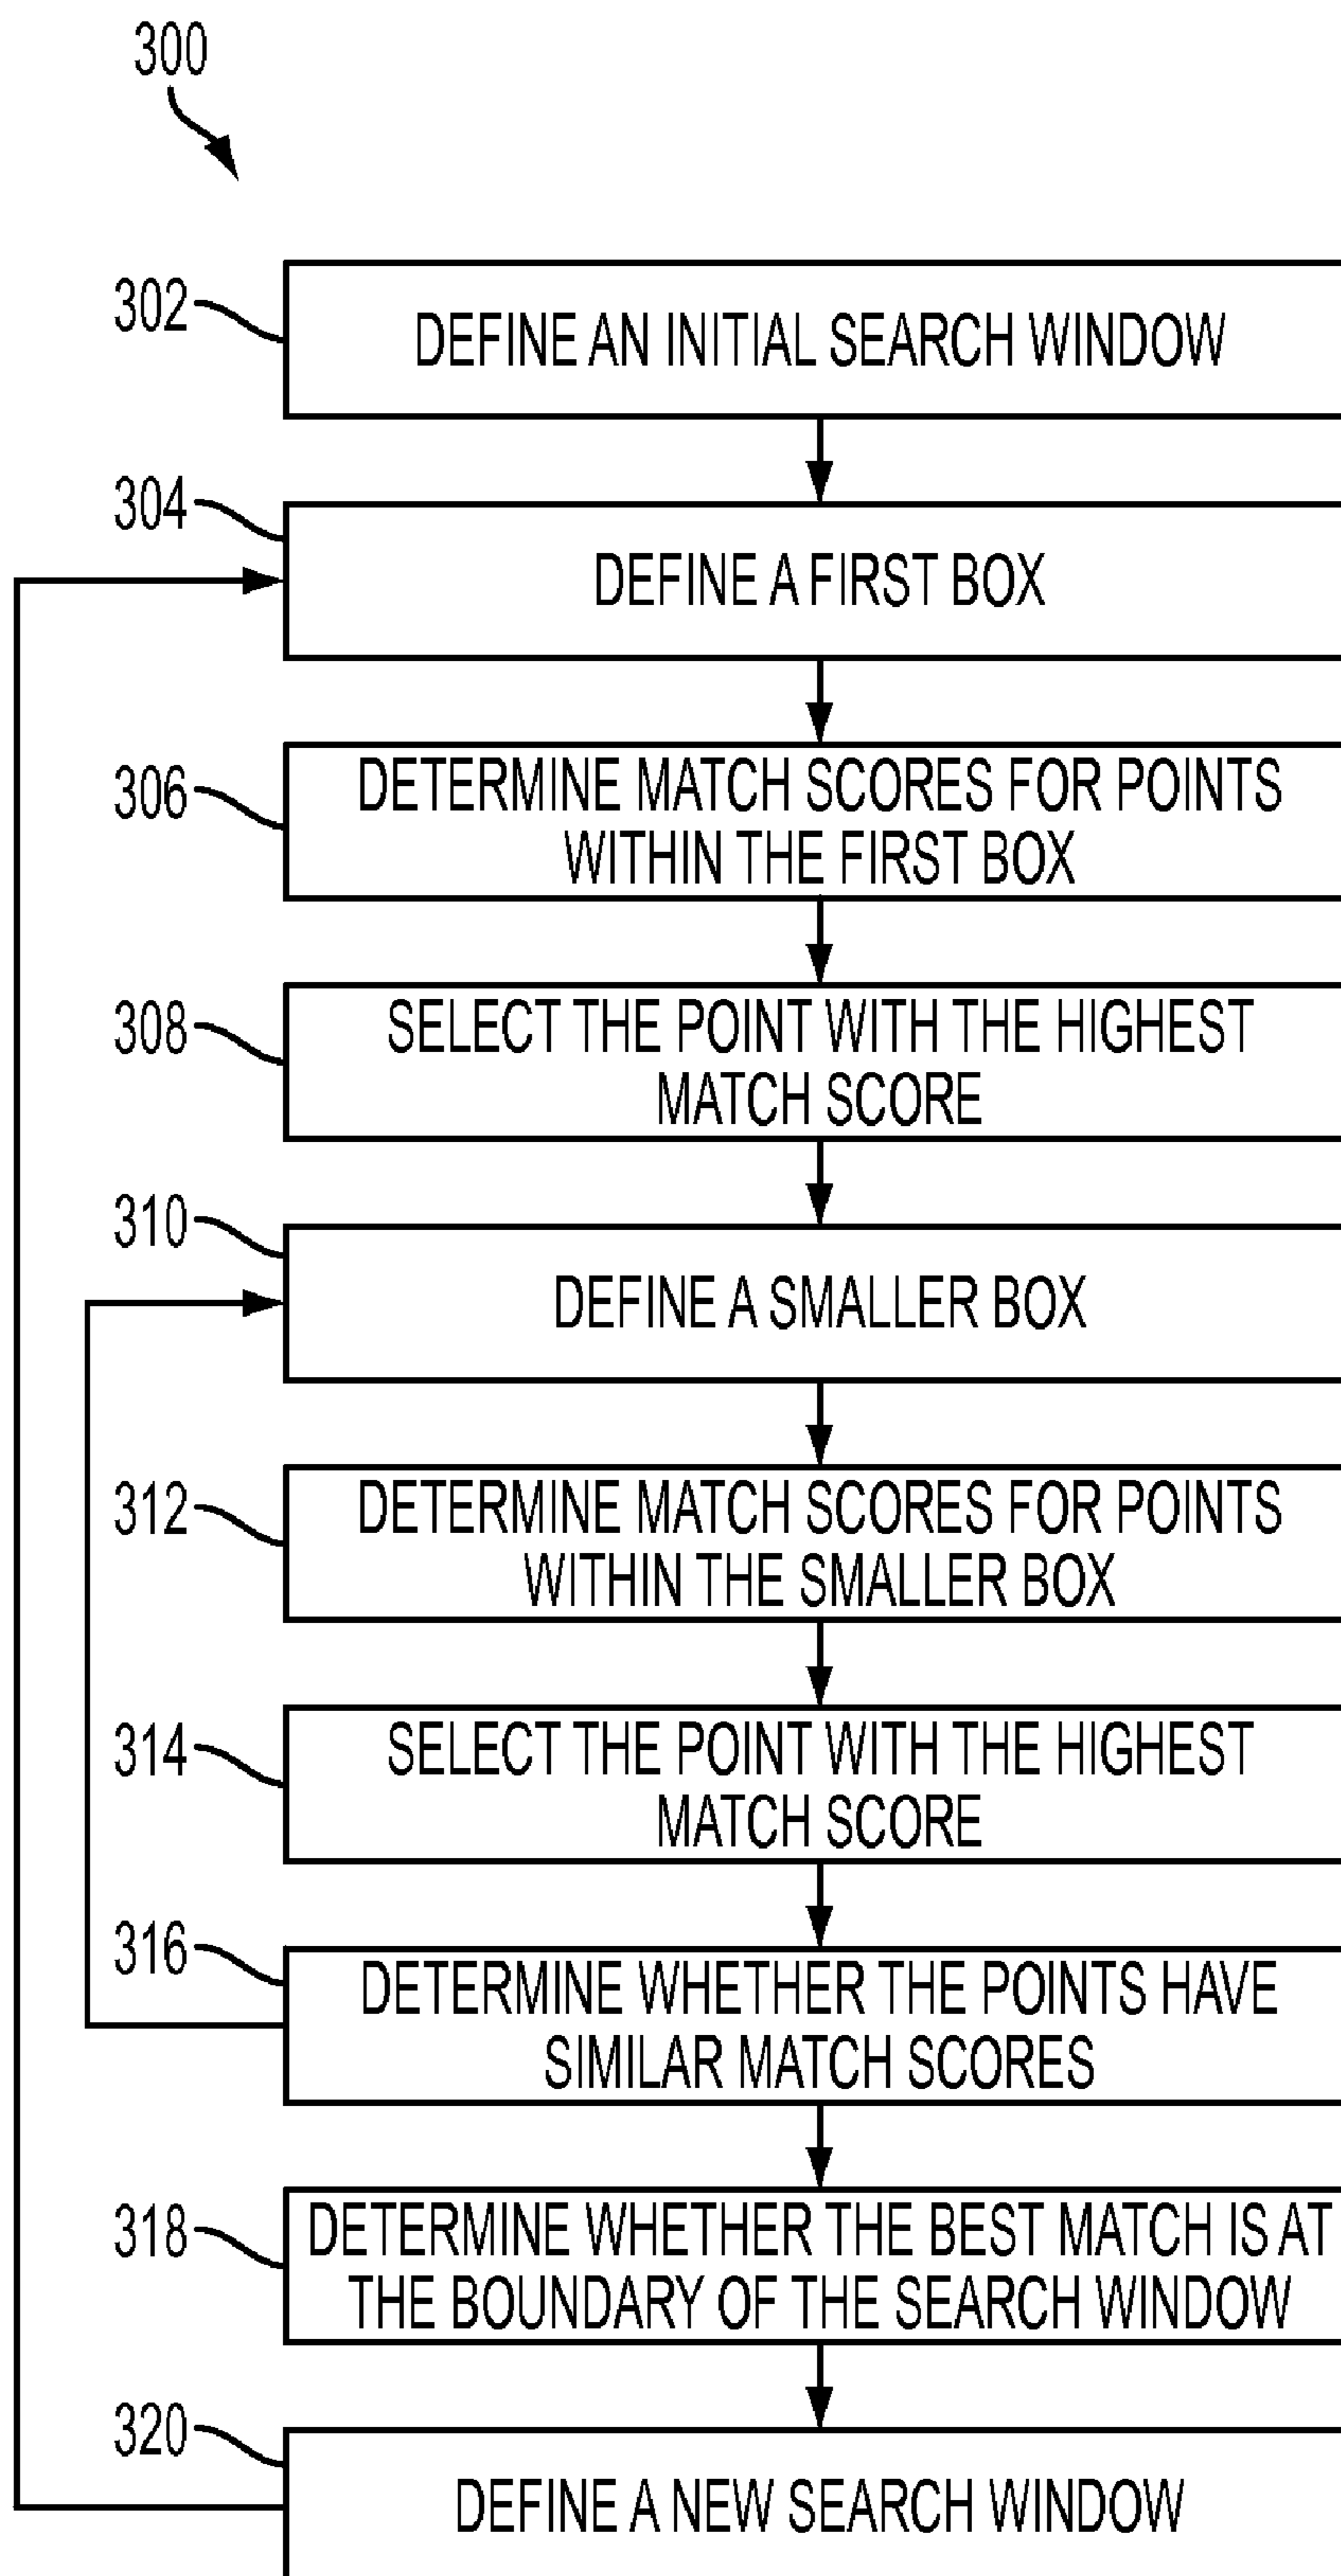 300
302
DEFINE AN INITIAL SEARCH WINDOW
304
DEFINE A FIRST BOX
306
DETERMINE MATCH SCORES FOR POINTS
WITHIN THE FIRST BOX
308
SELECT THE POINT WITH THE HIGHEST
MATCH SCORE
310
DEFINE A SMALLER BOX
312
DETERMINE MATCH SCORES FOR POINTS
WITHIN THE SMALLER BOX
314
SELECT THE POINT WITH THE HIGHEST
MATCH SCORE
316
DETERMINE WHETHER THE POINTS HAVE
SIMILAR MATCH SCORES
318
DETERMINE WHETHER THE BEST MATCH IS AT
THE BOUNDARY OF THE SEARCH WINDOW
320
DEFINE A NEW SEARCH WINDOW